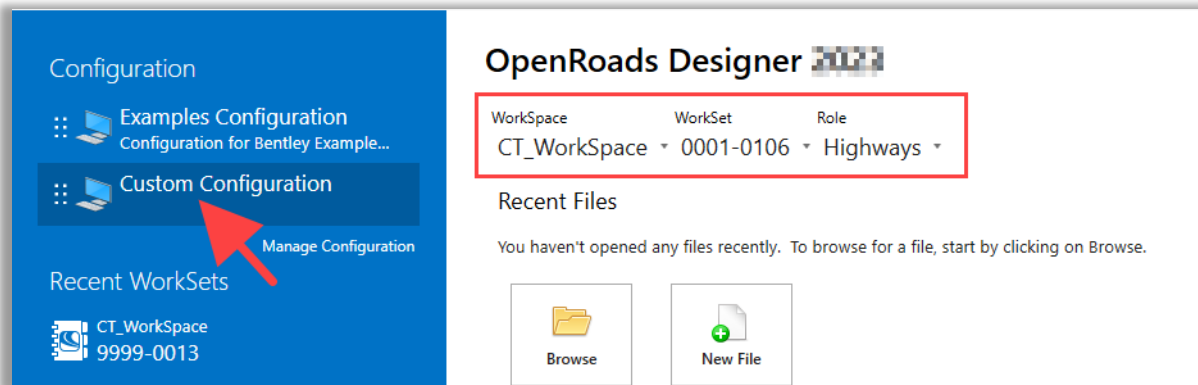 Configuration
Examples Configuration
Configuration for Bentley Example...
Custom Configuration
Manage Configuration
Recent WorkSets
CT_WorkSpace
9999-0013
OpenRoads Designer
WorkSpace WorkSet Role
CT_WorkSpace 0001-0106 Highways
Recent Files
You haven't opened any files recently. To browse for a file, start by clicking on Browse.
Browse New File